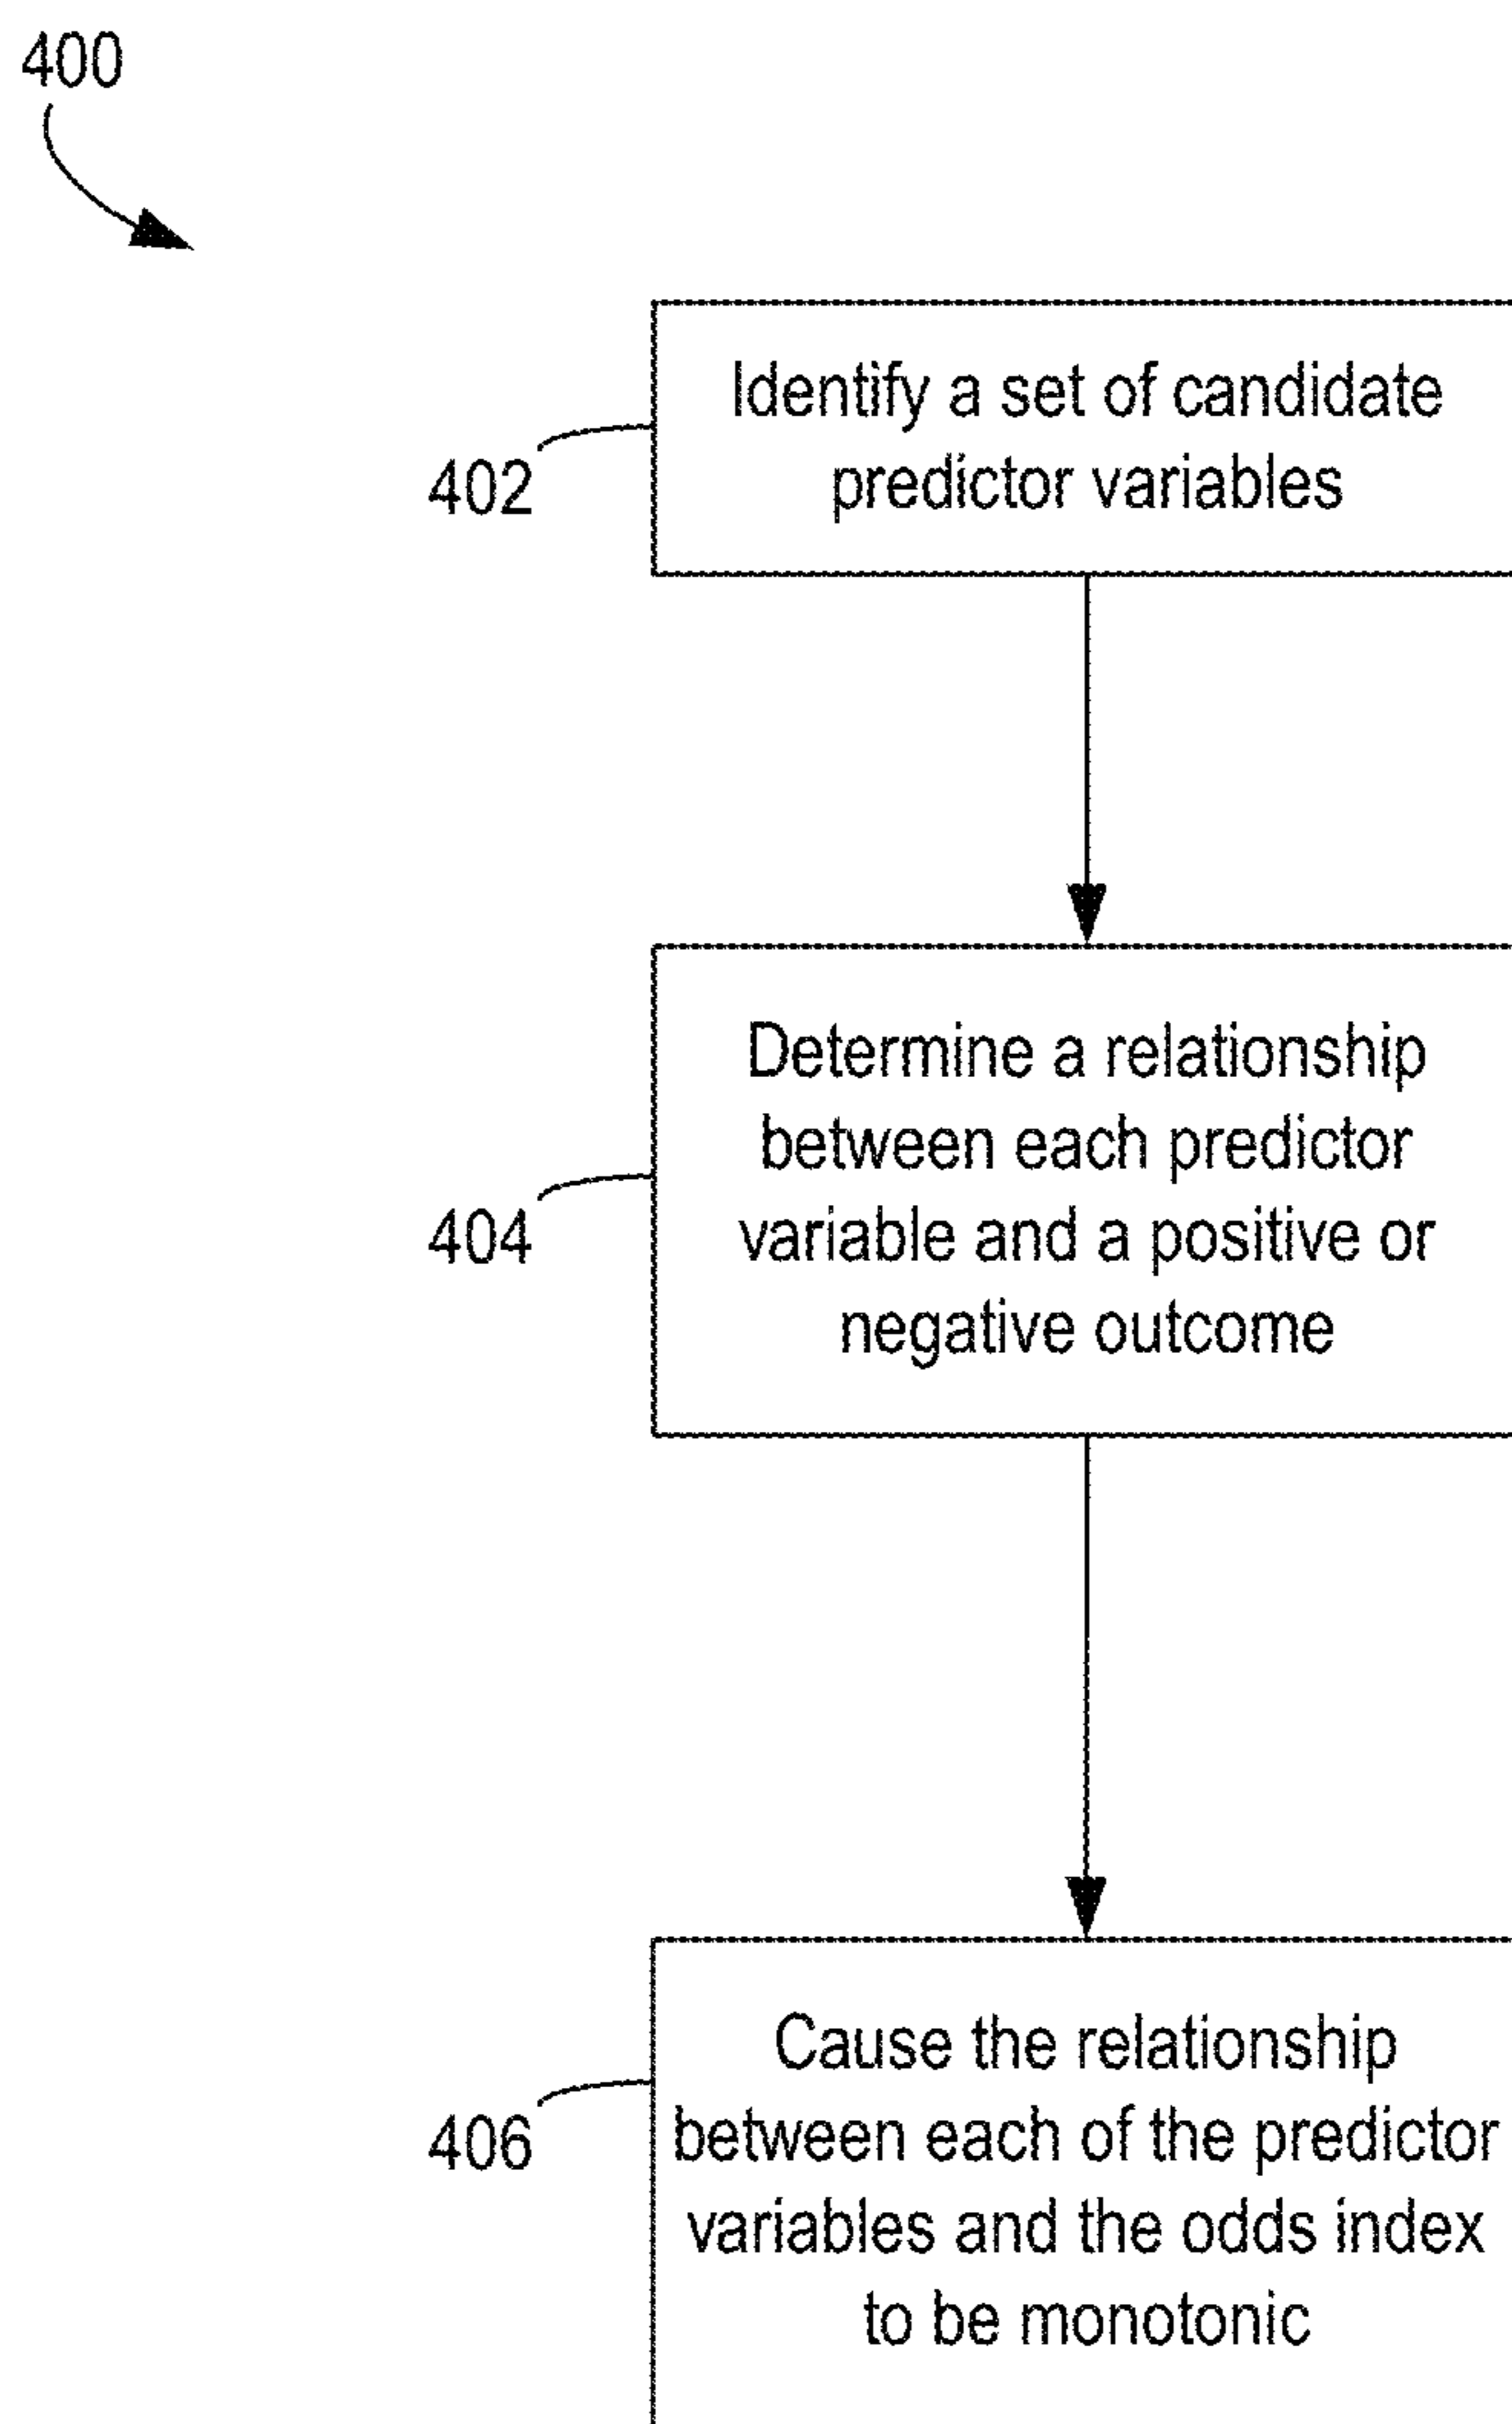 400
Identify a set of candidate
predictor variables
402
Determine a relationship
between each predictor
variable and a positive or
negative outcome
404
Cause the relationship
between each of the predictor
variables and the odds index
to be monotonic
406